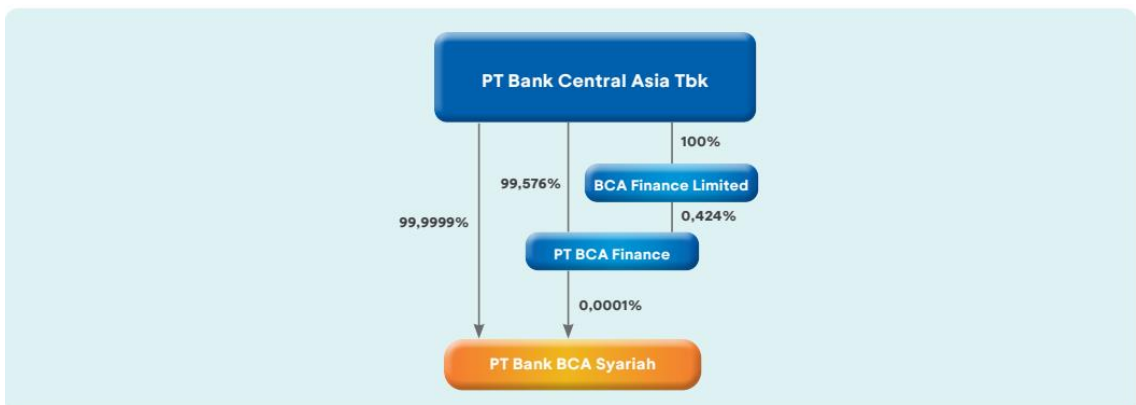 PT Bank Central Asia Tbk
100%
99,576%
BCA Finance Limited
99,9999%
0,424%
PT BCA Finance
0,0001%
PT Bank BCA Syariah